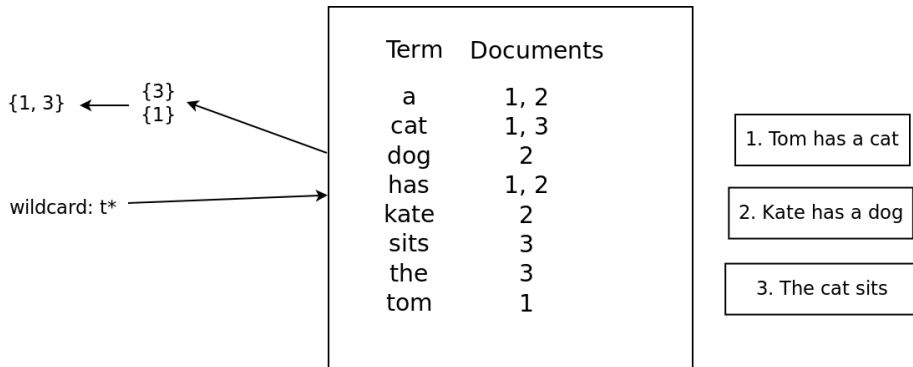 {1, 3}
{3}
{1}
wildcard: t*
Term Documents
a 1, 2
cat 1, 3
dog 2
has 1, 2
kate 2
sits 3
the 3
tom 1
1. Tom has a cat
2. Kate has a dog
3. The cat sits